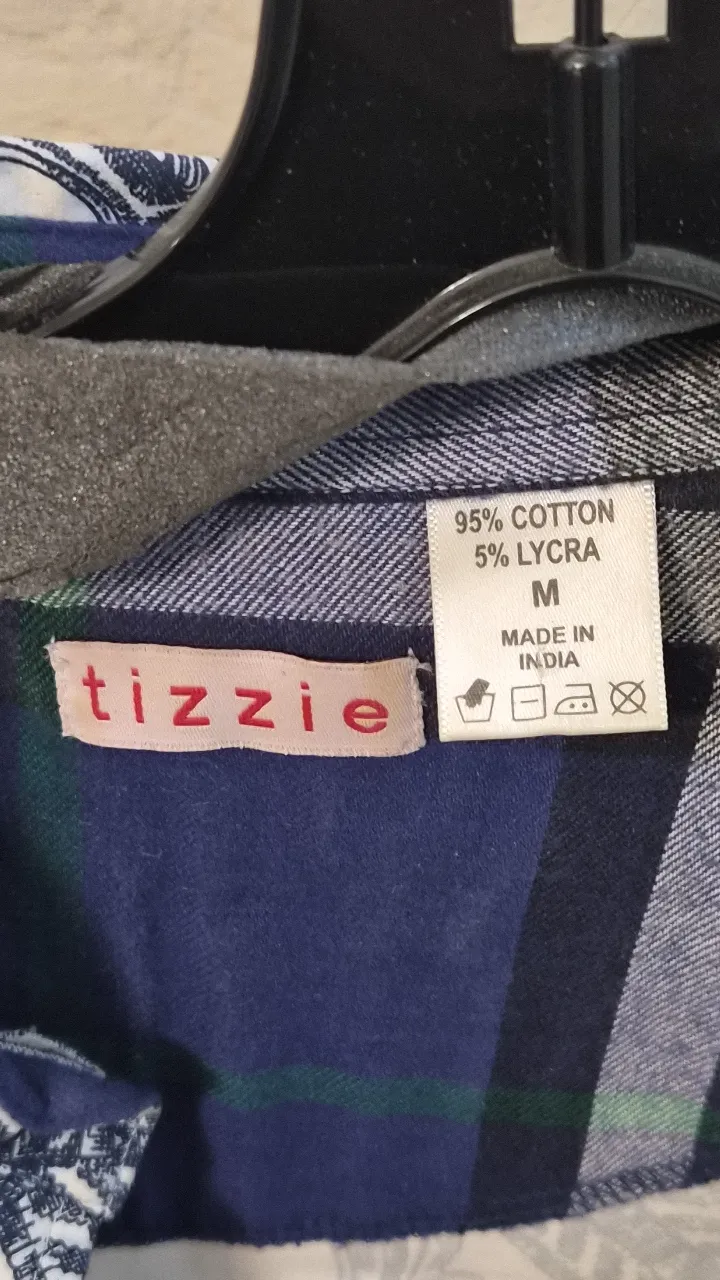 95% COTTON
5% LYCRA
M
MADE IN
INDIA
tizzie